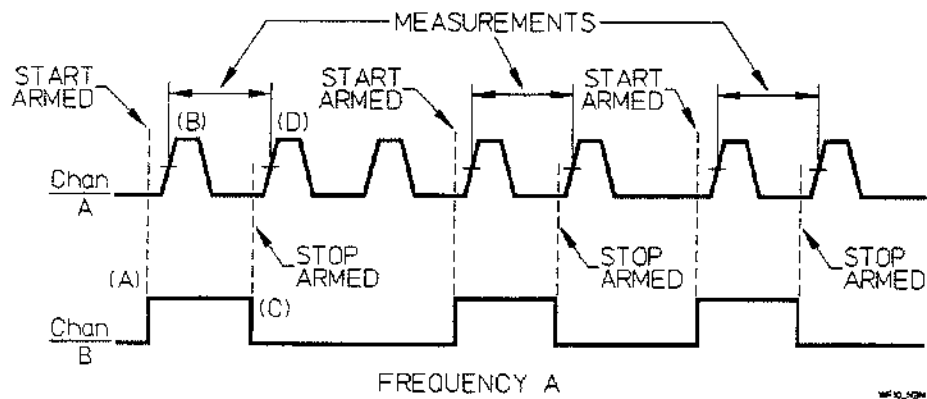 MEASUREMENTS
START
ARMED
START
ARMED
START
ARMED
(B)
(D)
Chan
A
STOP
ARMED
STOP
ARMED
STOP
ARMED
(A)
(C)
Chan
B
FREQUENCY A